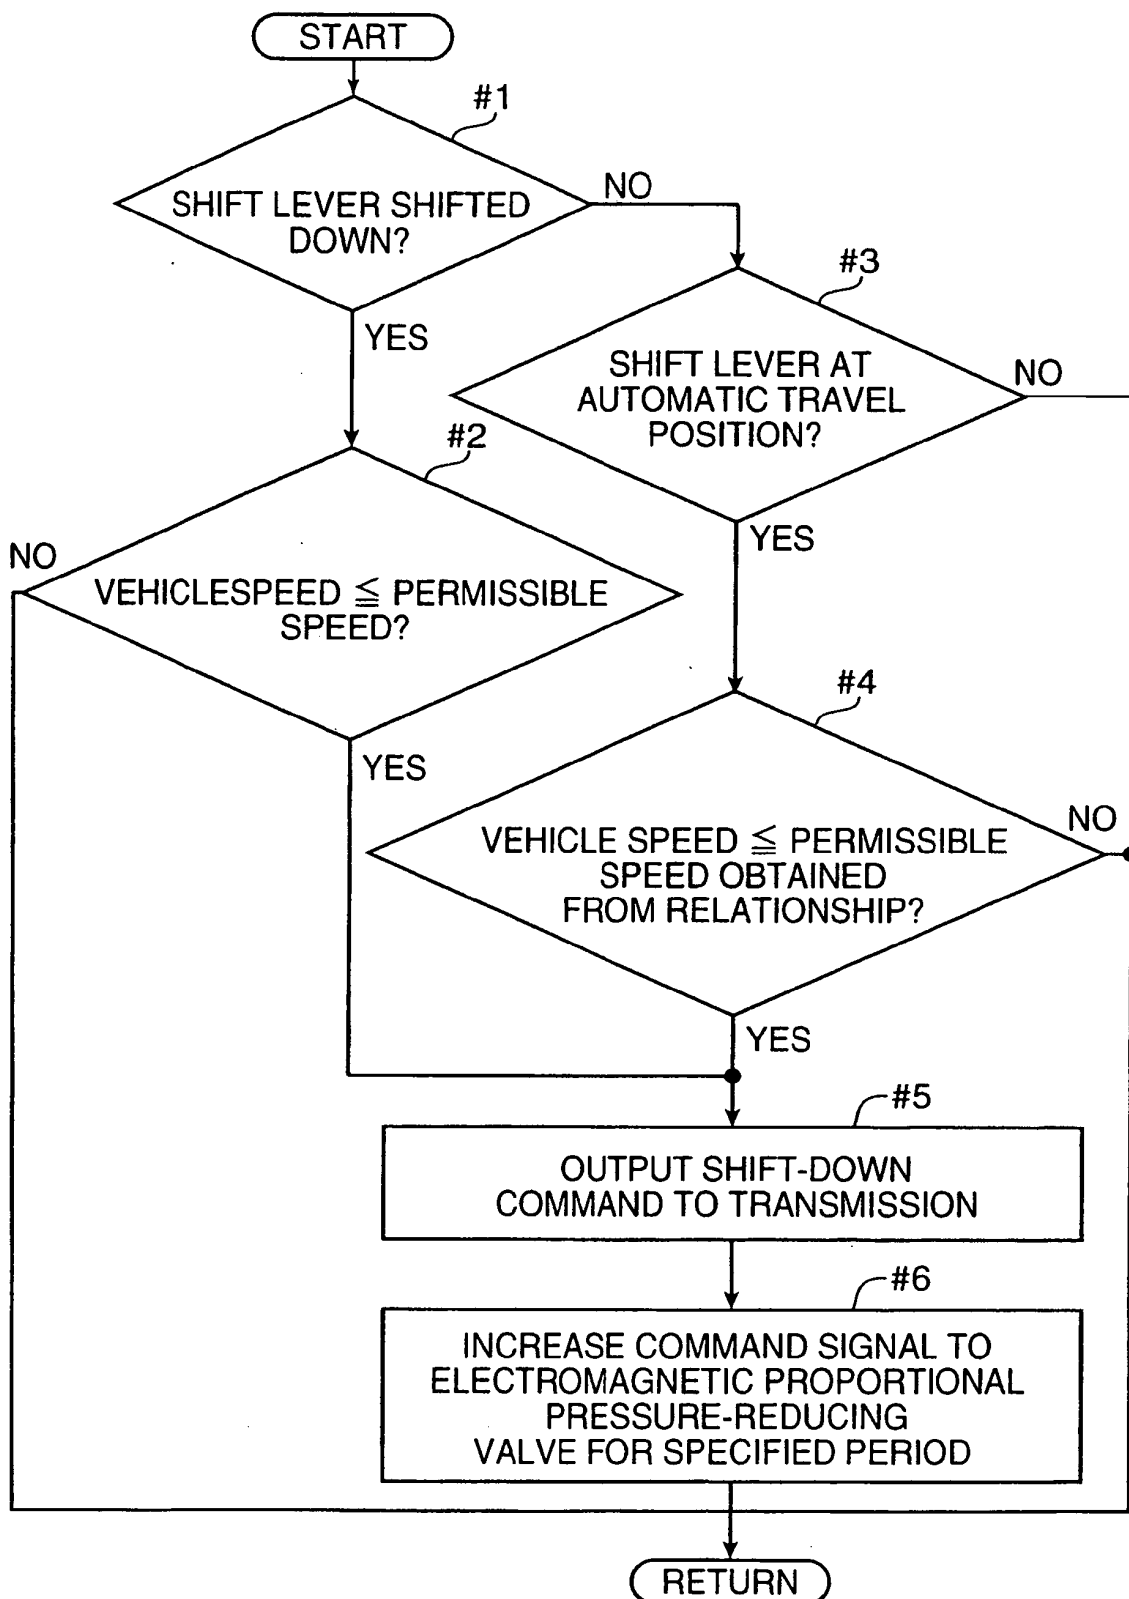 START
#1
SHIFT LEVER SHIFTED
DOWN?
NO
YES
#3
SHIFT LEVER AT
AUTOMATIC TRAVEL
POSITION?
NO
YES
#2
NO
VEHICLESPEED ≦ PERMISSIBLE
SPEED?
YES
#4
VEHICLE SPEED ≦ PERMISSIBLE
SPEED OBTAINED
FROM RELATIONSHIP?
NO
YES
#5
OUTPUT SHIFT-DOWN
COMMAND TO TRANSMISSION
#6
INCREASE COMMAND SIGNAL TO
ELECTROMAGNETIC PROPORTIONAL
PRESSURE-REDUCING
VALVE FOR SPECIFIED PERIOD
RETURN